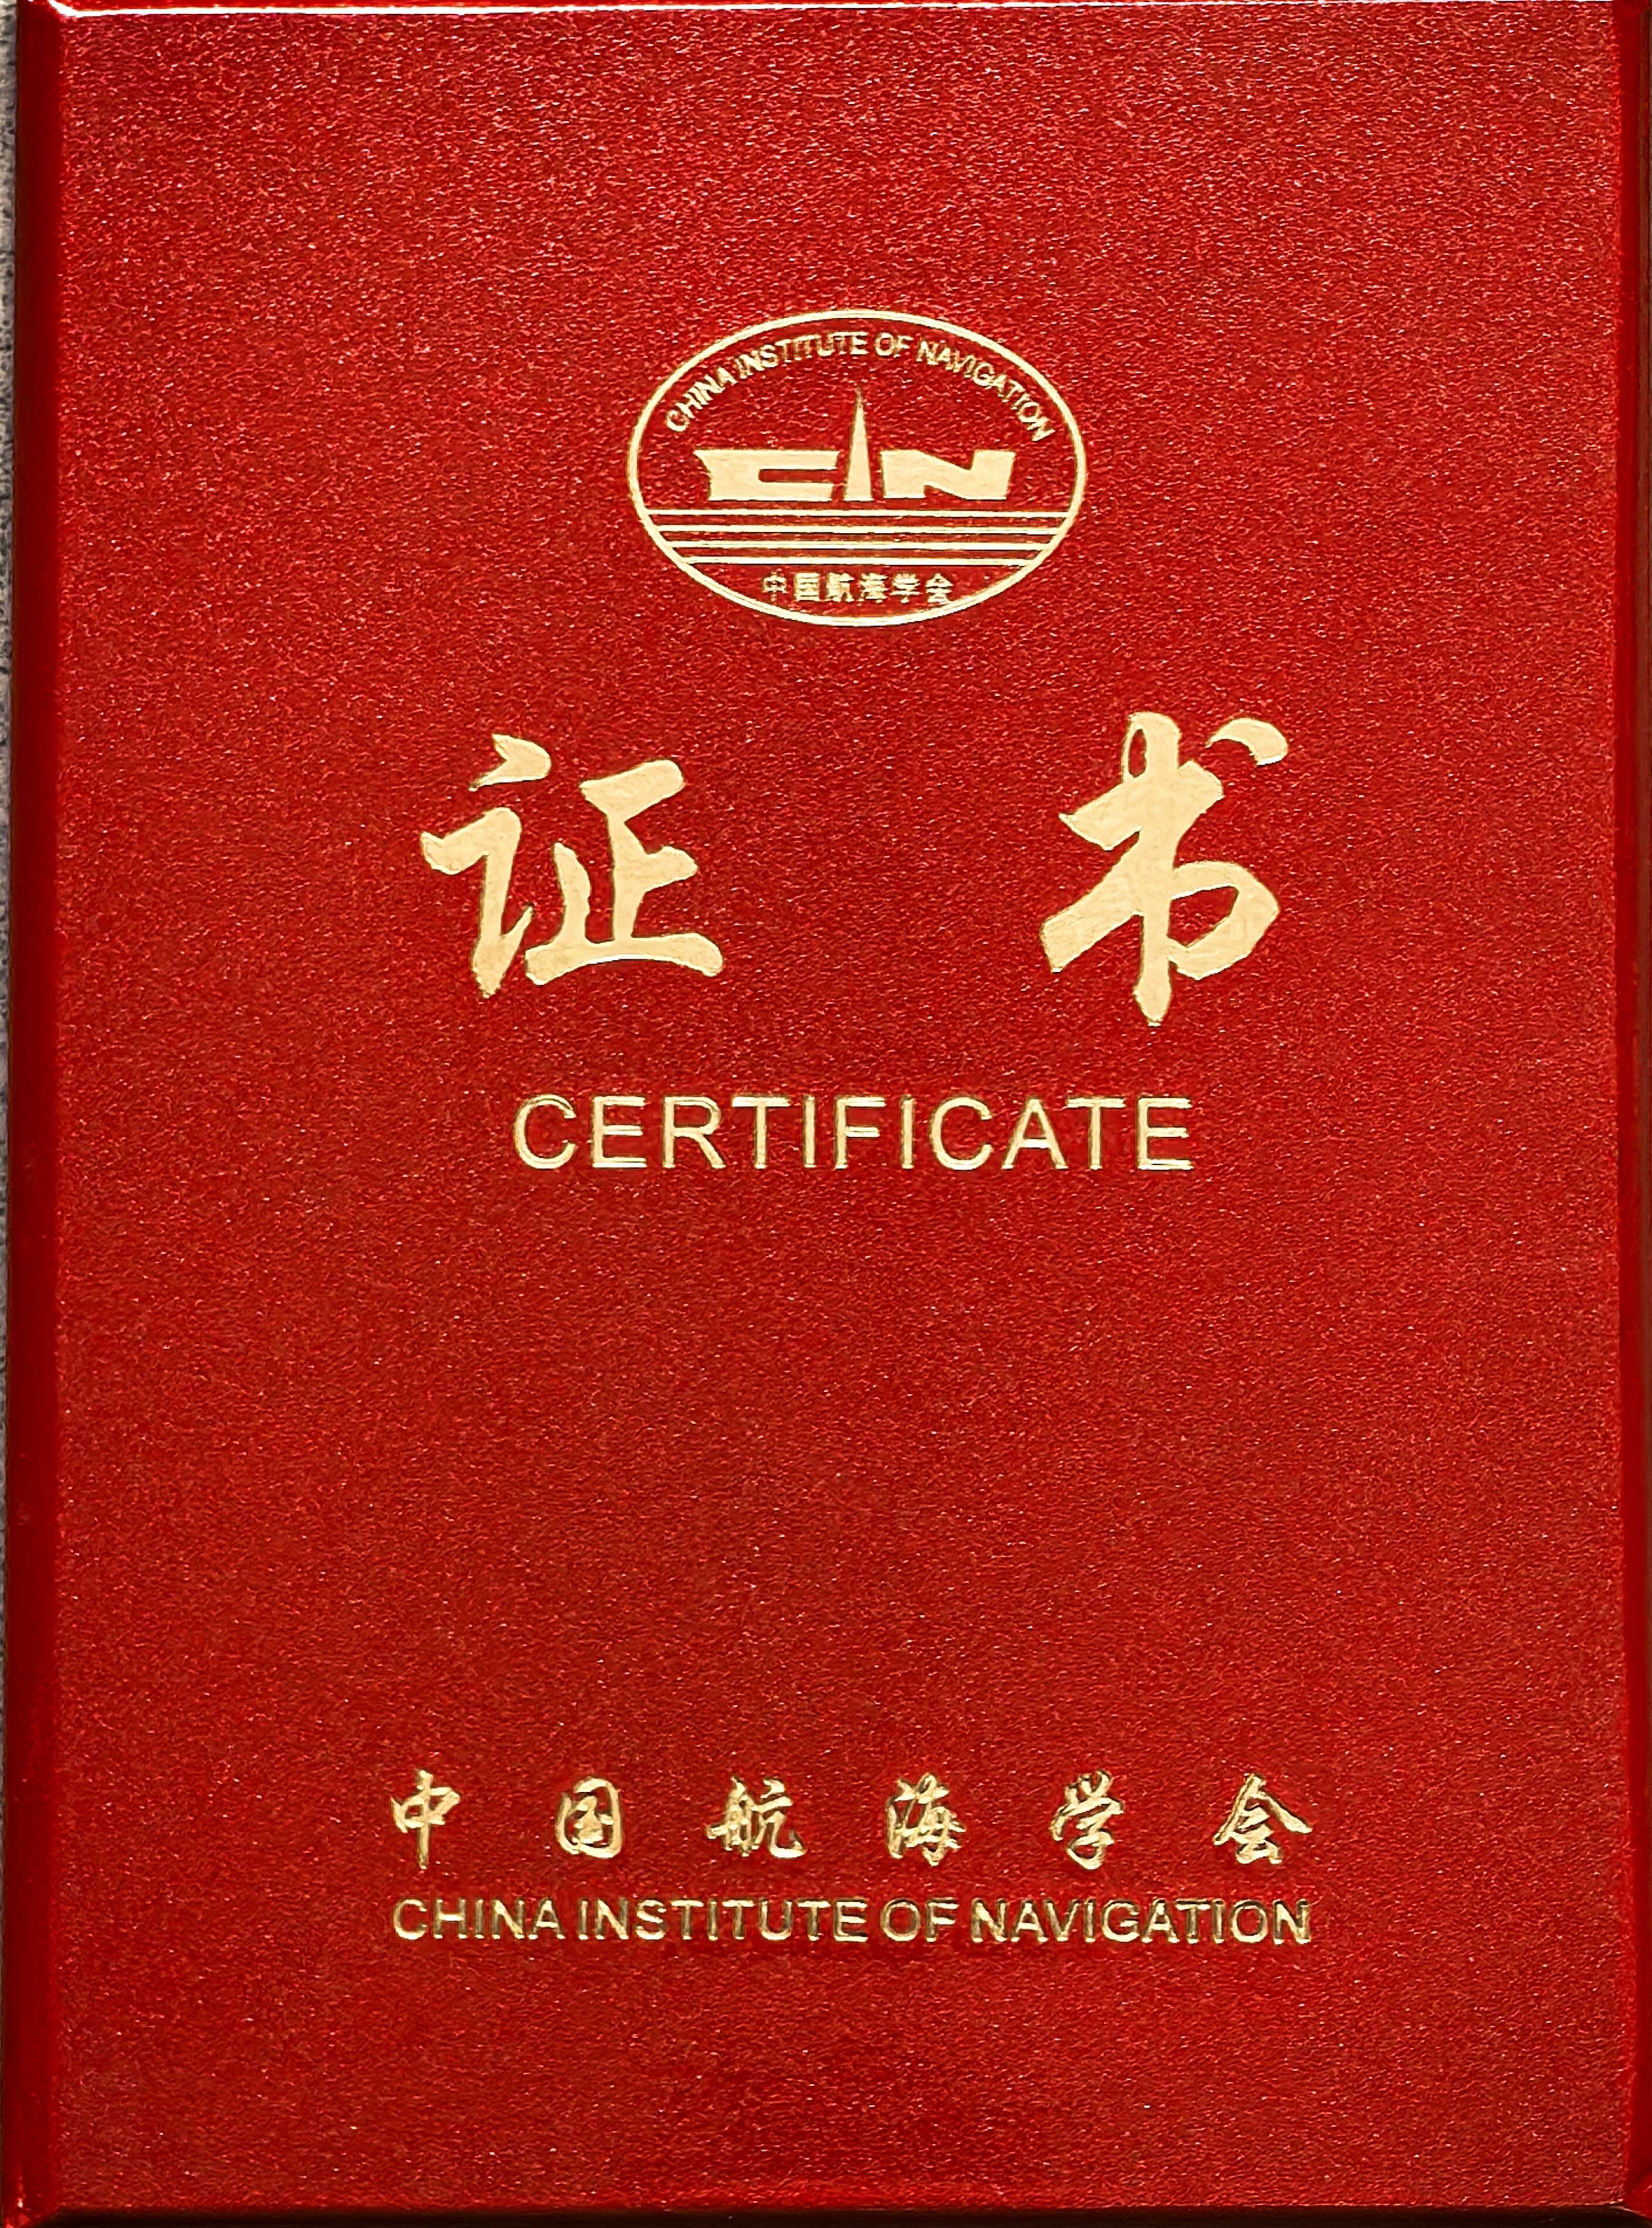 CHINA INSTITUTE OF NAVIGATION
CIN
中国航海学会
证书
CERTIFICATE
中国航海学会
CHINA INSTITUTE OF NAVIGATION